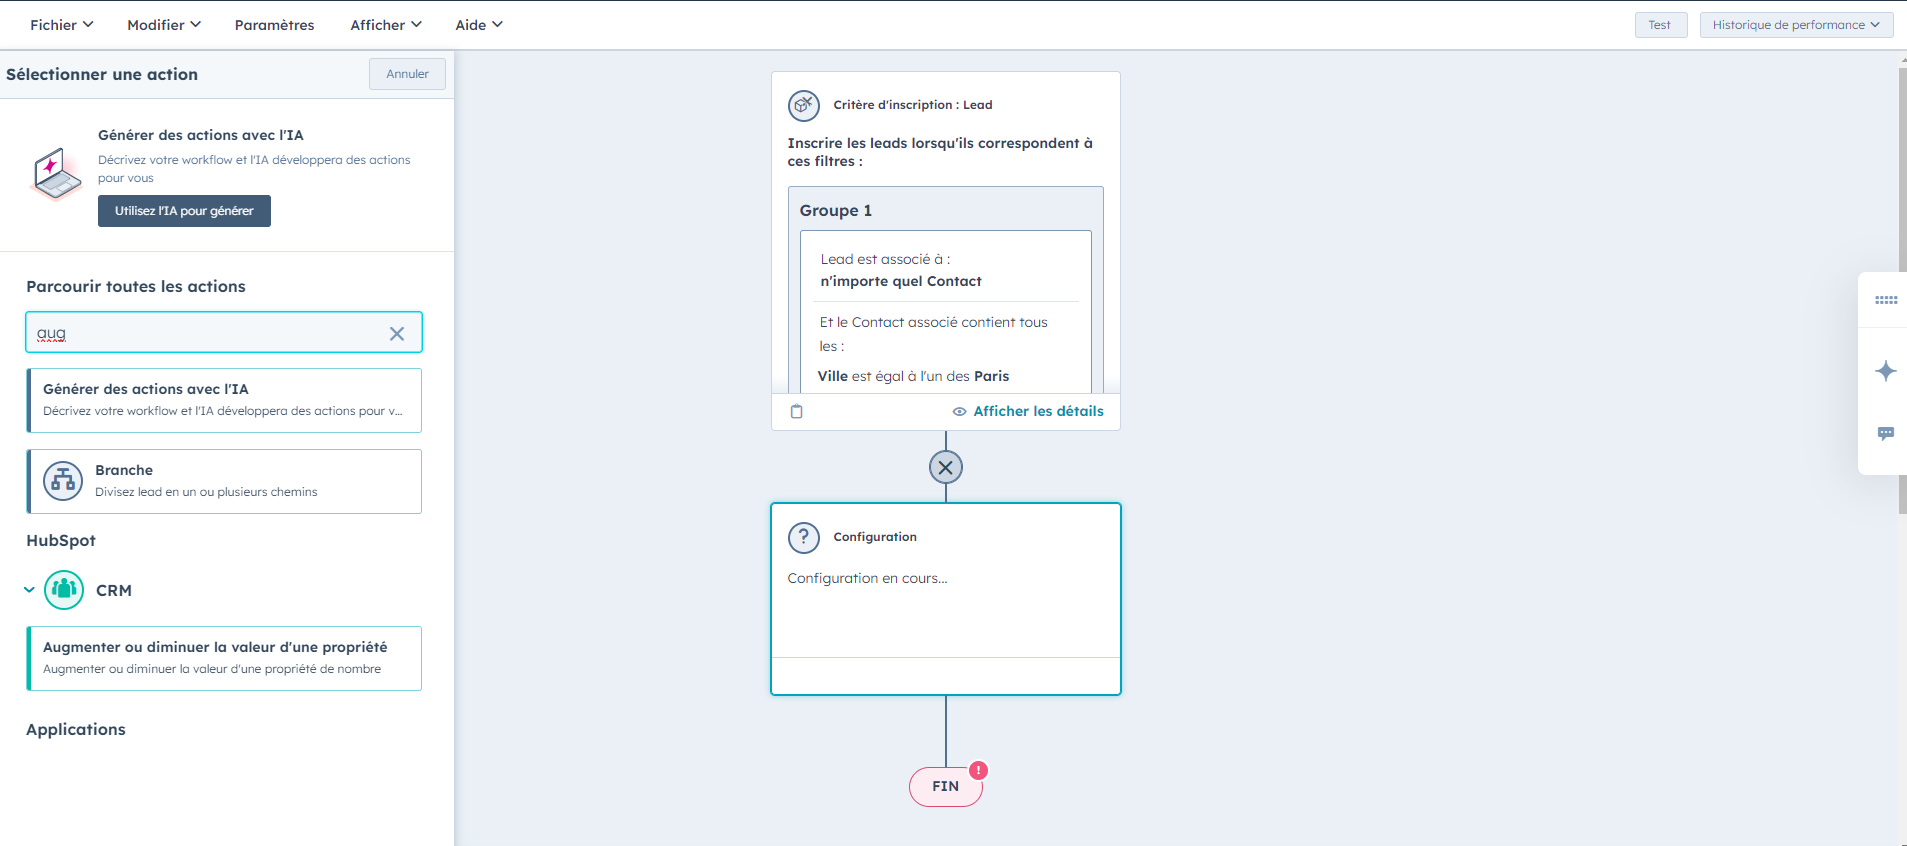 Fichier
Modifier
Paramètres
Afficher
Aide
Test
Historique de performance
Sélectionner une action
Annuler
Générer des actions avec l'IA
Décrivez votre workflow et l'IA développera des actions
pour vous
Utilisez l'IA pour générer
Parcourir toutes les actions
aug
Générer des actions avec l'IA
Décrivez votre workflow et l'IA développera des actions pour v...
Branche
Divisez lead en un ou plusieurs chemins
HubSpot
CRM
Augmenter ou diminuer la valeur d'une propriété
Augmenter ou diminuer la valeur d'une propriété de nombre
Applications
Critère d'inscription : Lead
Inscrire les leads lorsqu'ils correspondent à
ces filtres :
Groupe 1
Lead est associé à :
n'importe quel Contact
Et le Contact associé contient tous
les :
Ville est égal à l'un des Paris
Afficher les détails
?
Configuration
Configuration en cours...
!
FIN